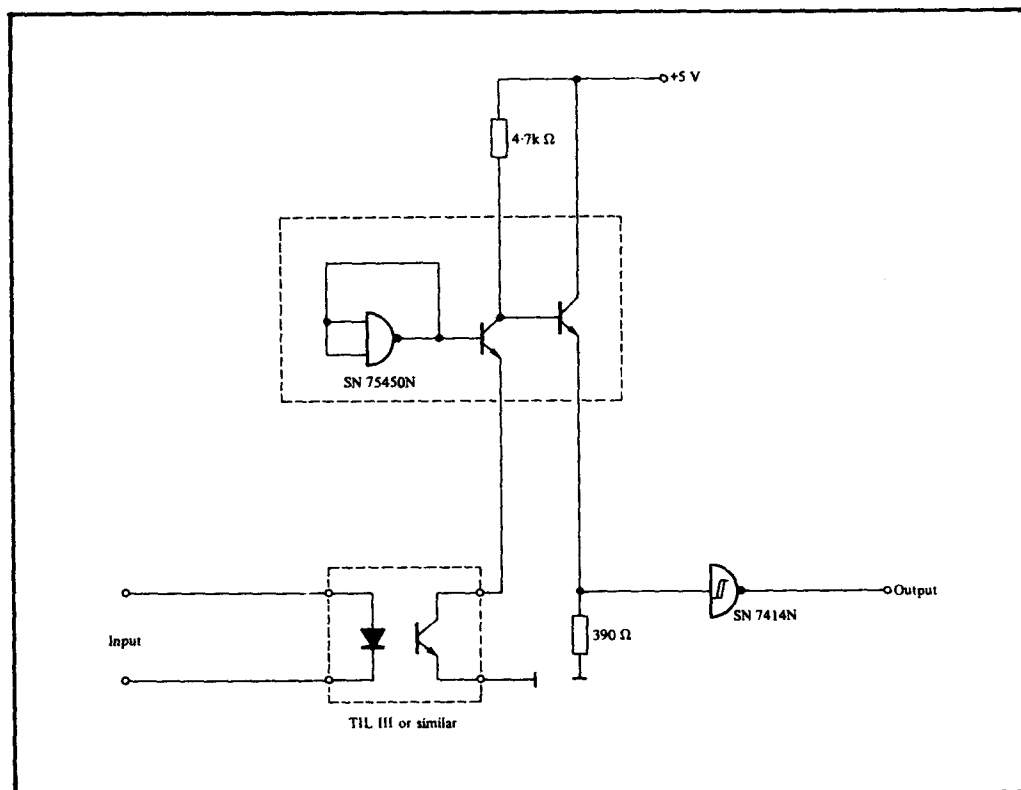 +5 V
4·7k Ω
SN 75450N
Output
SN 7414N
390 Ω
Input
TIL III or similar